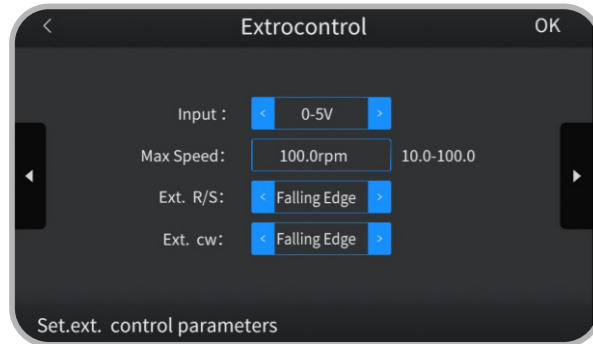 < Extrocontrol OK
Input : < 0-5V >
Max Speed: 100.0rpm 10.0-100.0
Ext. R/S: < Falling Edge >
Ext. cw: < Falling Edge >
Set.ext. control parameters